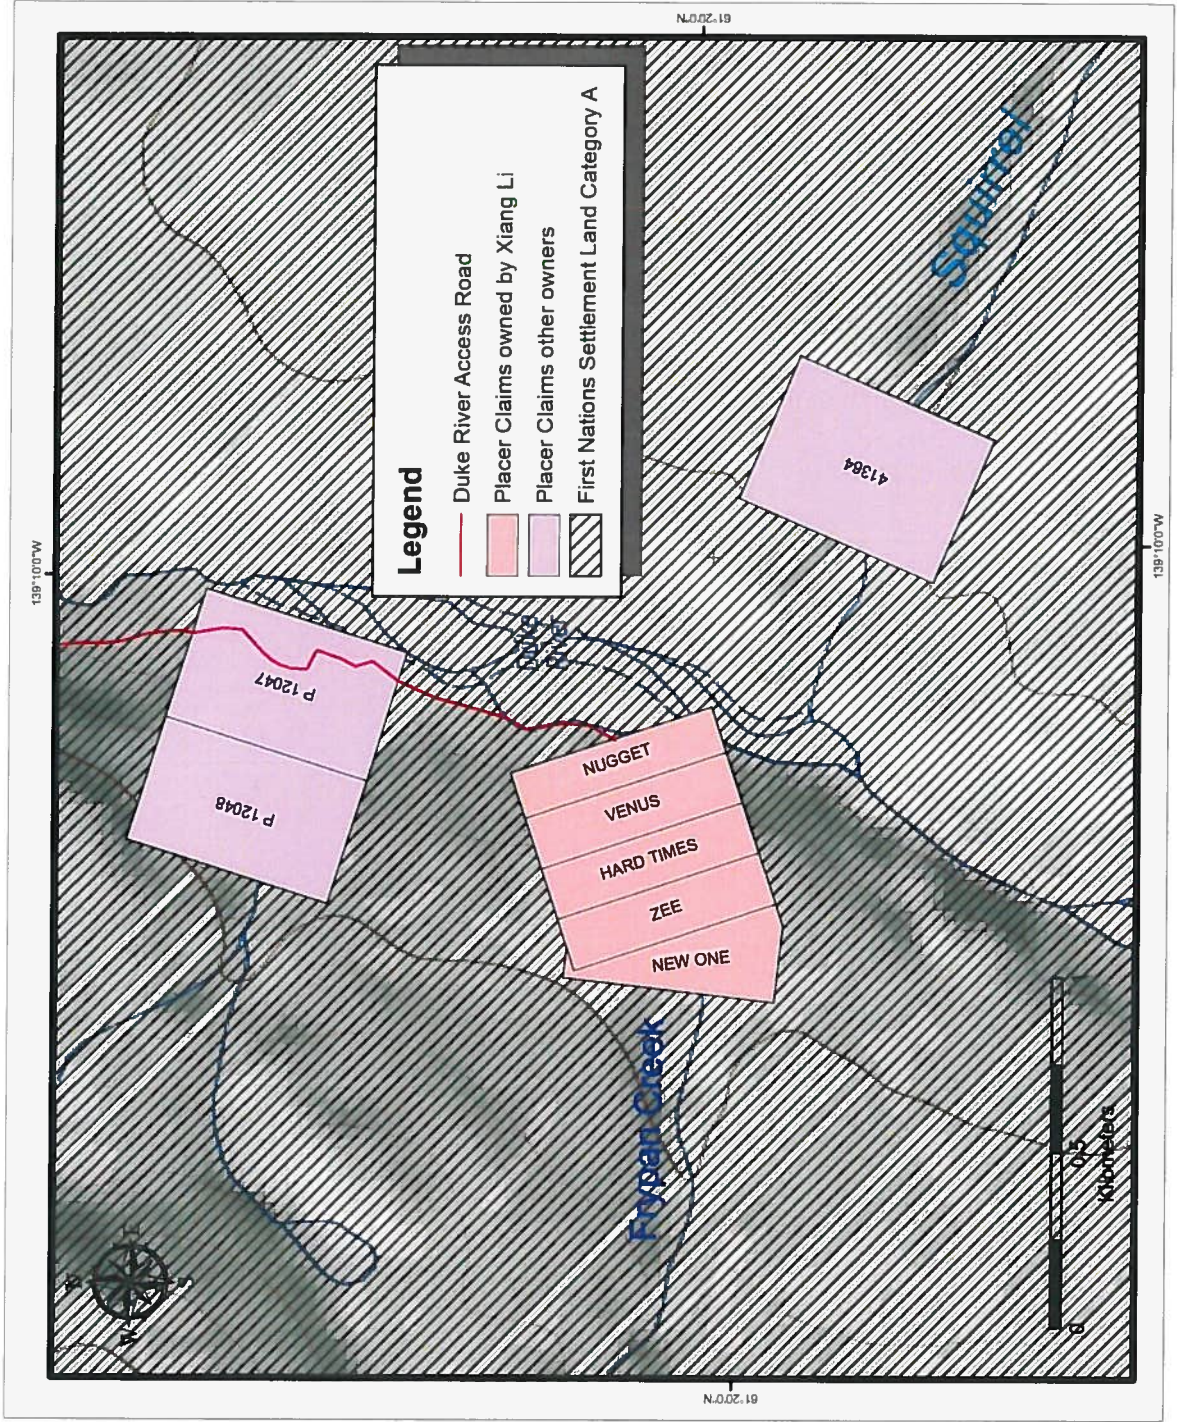 61°20'0"N
139°10'0"W
Legend
Duke River Access Road
Placer Claims owned by Xiang Li
Placer Claims other owners
First Nations Settlement Land Category A
Squirrel
41364
P 12047
P 12048
Duke
River
NUGGET
VENUS
HARD TIMES
ZEE
NEW ONE
Frypan Creek
N
E
S
W
0
0.5
Kilometers
139°10'0"W
61°20'0"N